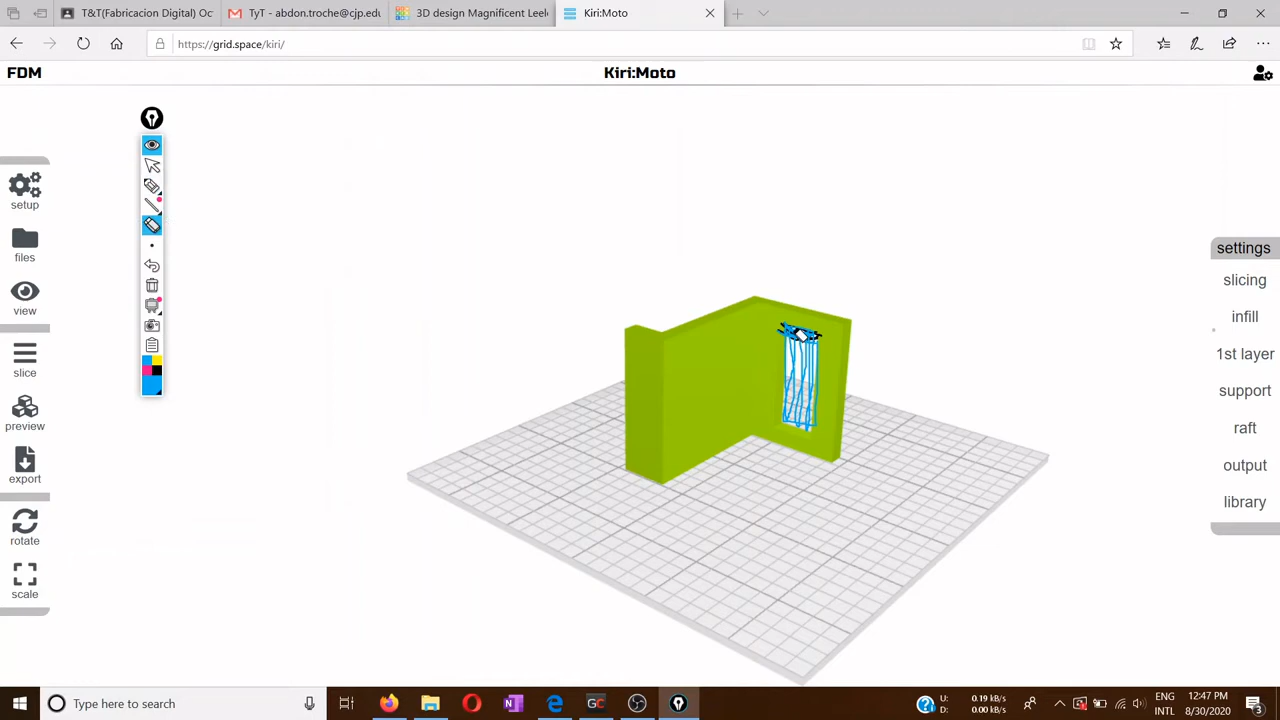 T&T(Fabricacion Digital) Oc
TyT - abdon.troche@cjp.edu
3D design Magnificent Leel
Kiri:Moto
https://grid.space/kiri/
FDM
Kiri:Moto
setup
files
view
slice
preview
export
rotate
scale
settings
slicing
infill
1st layer
support
raft
output
library
Type here to search
GC
U:
D:
0.19 kB/s
0.00 kB/s
ENG
INTL
12:47 PM
8/30/2020
3